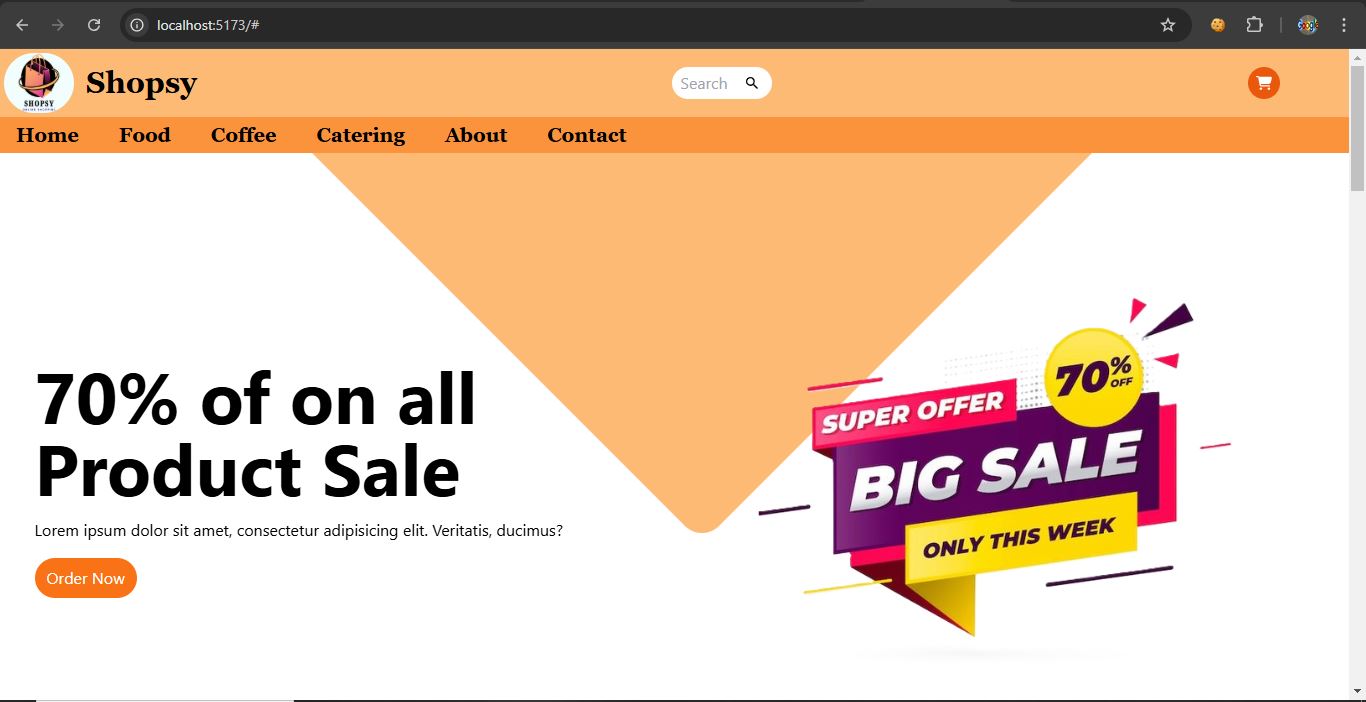 localhost:5173/#
SHOPSY
Shopsy
Search
Home Food Coffee Catering About Contact
70% of on all
Product Sale
Lorem ipsum dolor sit amet, consectetur adipisicing elit. Veritatis, ducimus?
Order Now
70% OFF
SUPER OFFER
BIG SALE
ONLY THIS WEEK